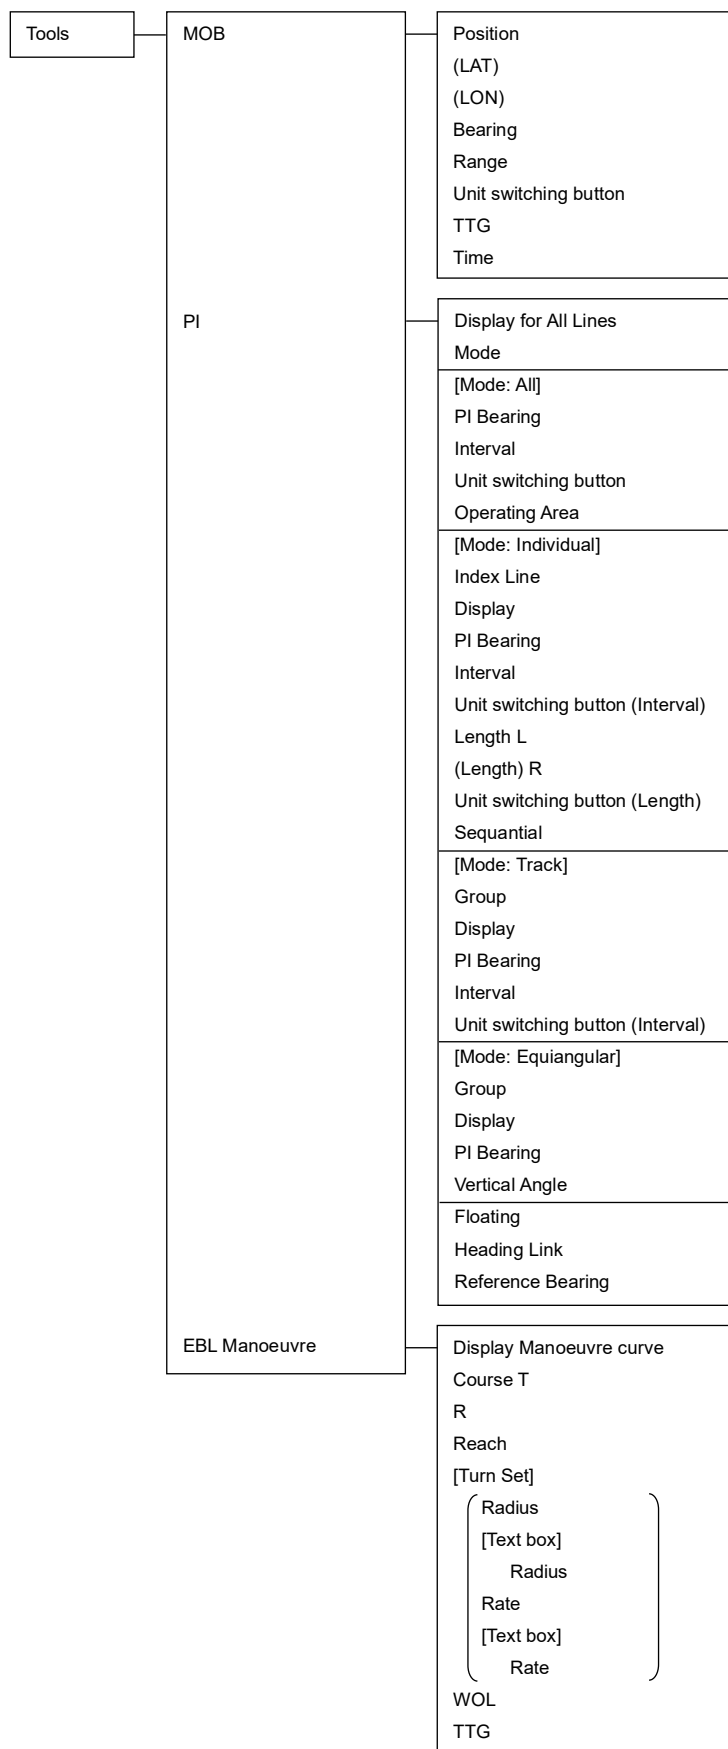 Tools
MOB
Position
(LAT)
(LON)
Bearing
Range
Unit switching button
TTG
Time
PI
Display for All Lines
Mode
[Mode: All]
PI Bearing
Interval
Unit switching button
Operating Area
[Mode: Individual]
Index Line
Display
PI Bearing
Interval
Unit switching button (Interval)
Length L
(Length) R
Unit switching button (Length)
Sequantial
[Mode: Track]
Group
Display
PI Bearing
Interval
Unit switching button (Interval)
[Mode: Equiangular]
Group
Display
PI Bearing
Vertical Angle
Floating
Heading Link
Reference Bearing
EBL Manoeuvre
Display Manoeuvre curve
Course T
R
Reach
[Turn Set]
Radius
[Text box]
Radius
Rate
[Text box]
Rate
WOL
TTG